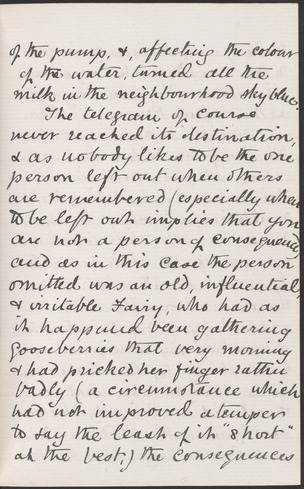 of the pump, &, affecting the colour
of the water, turned all the
milk in the neighbourhood sky blue.
The telegram of course
never reached its destination,
& as nobody likes to be the one
person left out when others
are remembered (especially when
to be left out implies that you
are not a person of consequence)
and as in this case the person
omitted was an old, influential
& irritable Fairy, who had as
it happened been gathering
Gooseberries that very morning
& had pricked her finger rather
badly (a circumstance which
had not improved a temper
to say the least of it "short"
at the best.) the consequences